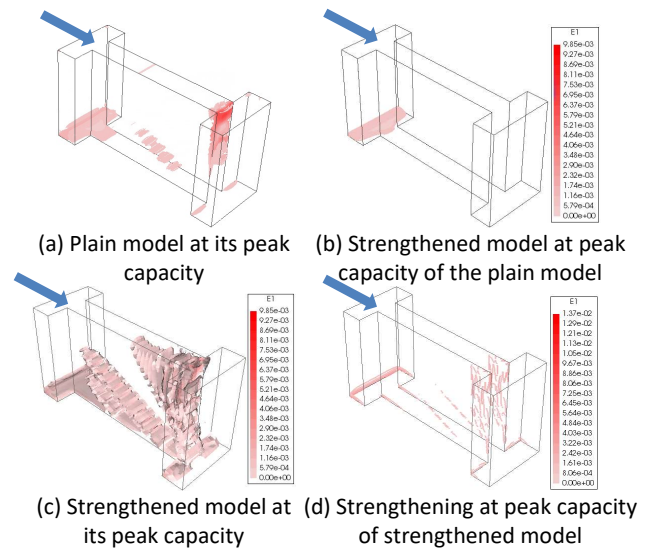 E1
9.85e-03
9.27e-03
8.69e-03
8.11e-03
7.53e-03
6.95e-03
6.37e-03
5.79e-03
5.21e-03
4.64e-03
4.06e-03
3.48e-03
2.90e-03
2.32e-03
1.74e-03
1.16e-03
5.79e-04
0.00e+00
(a) Plain model at its peak
capacity
(b) Strengthened model at peak
capacity of the plain model
E1
9.85e-03
9.27e-03
8.69e-03
8.11e-03
7.53e-03
6.95e-03
6.37e-03
5.79e-03
5.21e-03
4.64e-03
4.06e-03
3.48e-03
2.90e-03
2.32e-03
1.74e-03
1.16e-03
5.79e-04
0.00e+00
E1
1.37e-02
1.29e-02
1.21e-02
1.13e-02
1.05e-02
9.67e-03
8.86e-03
8.06e-03
7.25e-03
6.45e-03
5.64e-03
4.84e-03
4.03e-03
3.22e-03
2.42e-03
1.61e-03
8.06e-04
0.00e+00
(c) Strengthened model at
its peak capacity
(d) Strengthening at peak capacity
of strengthened model